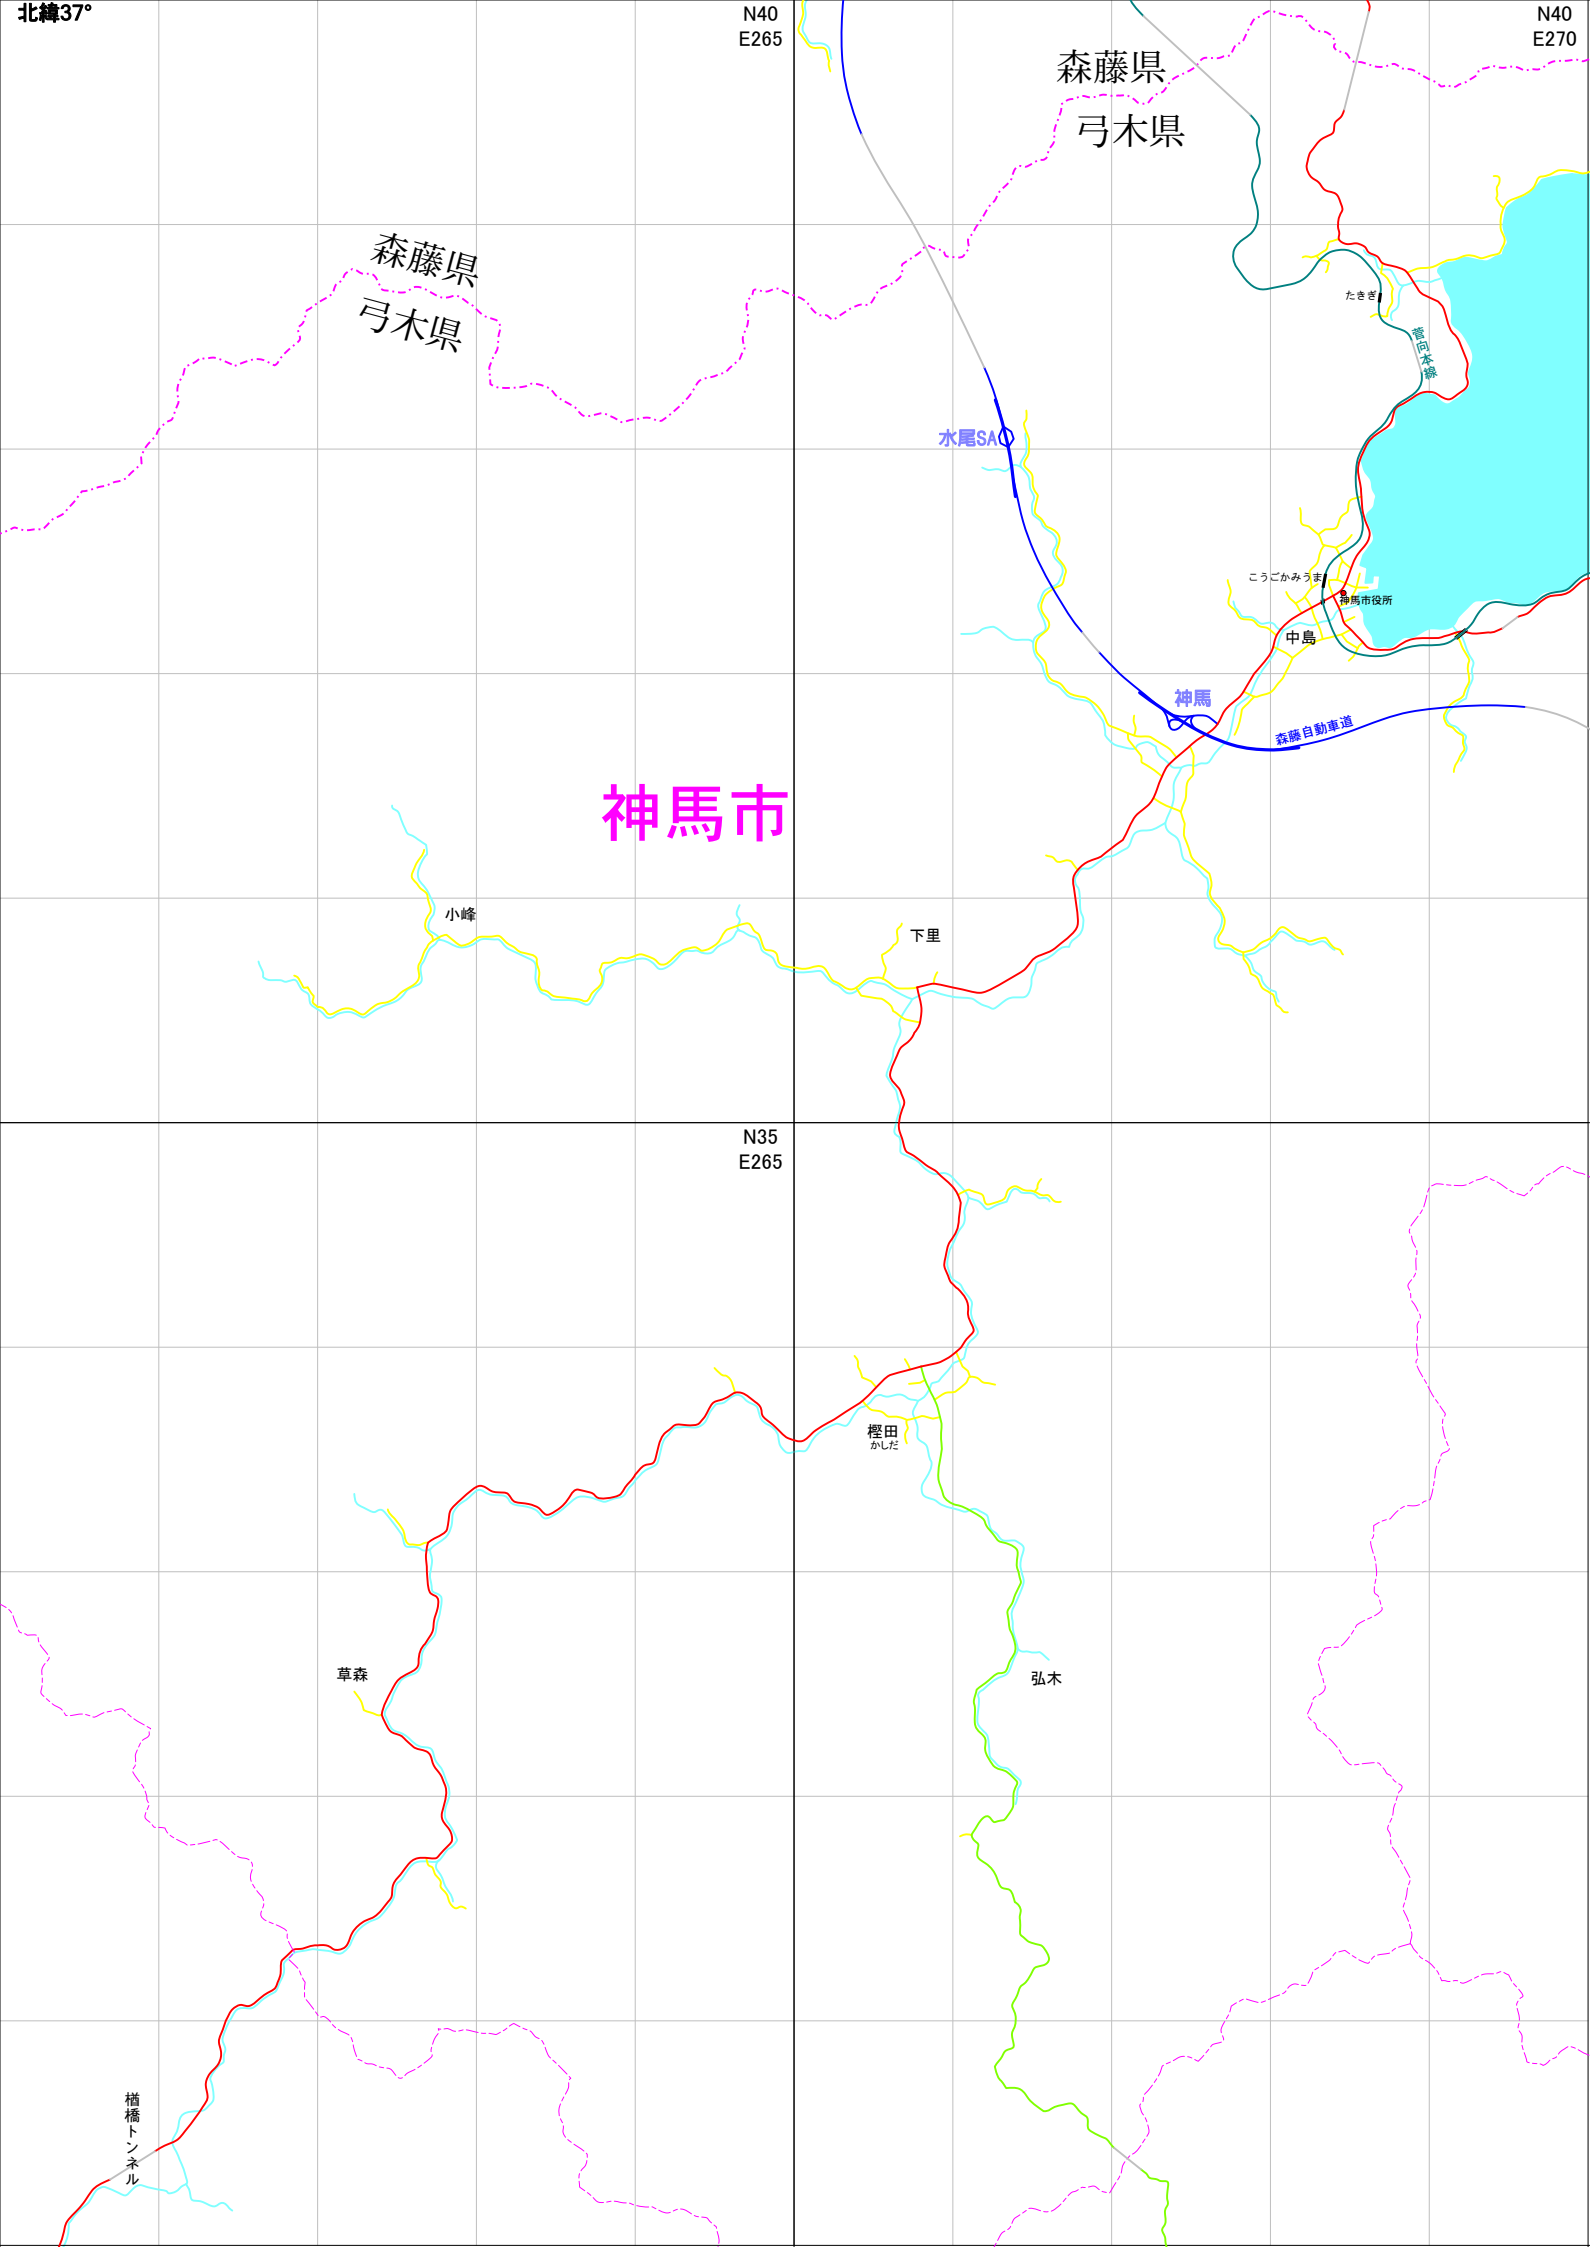 北緯37°
N40
E265
N40
E270
森藤県
弓木県
森藤県
弓木県
たきぎ
菅向本線
水尾SA
こうごかみうま
神馬市役所
中島
神馬
森藤自動車道
神馬市
小峰
下里
N35
E265
樫田
かしだ
草森
弘木
楢橋トンネル